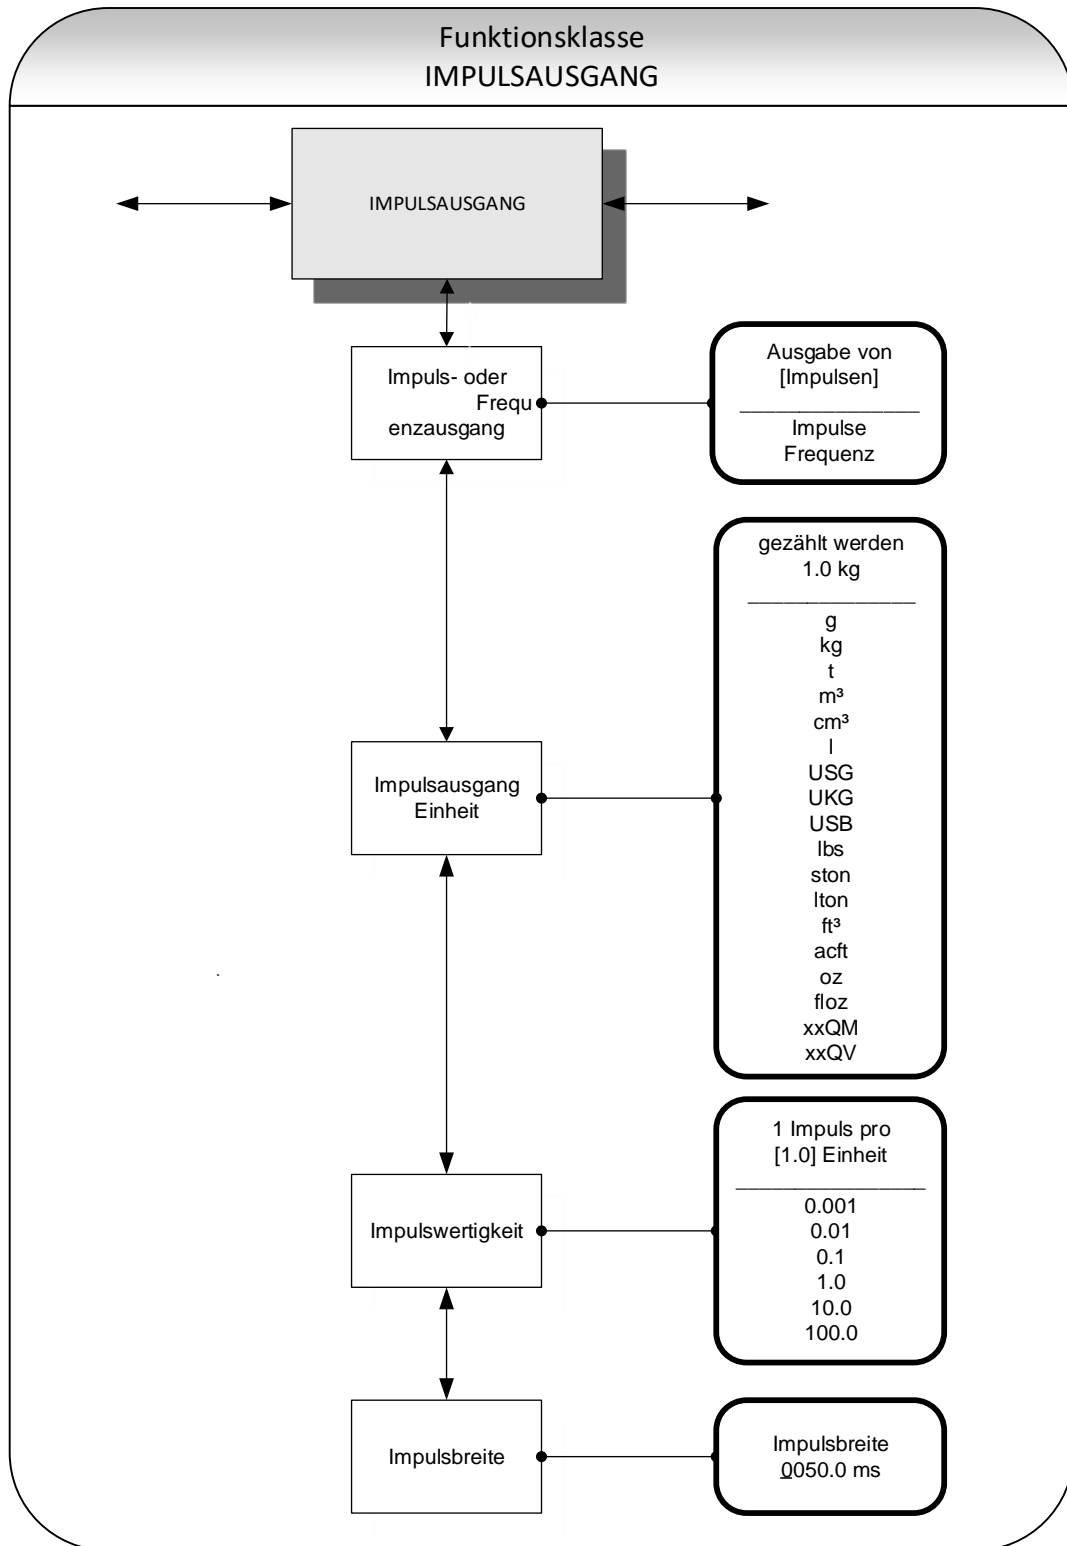 Funktionsklasse
IMPULSAUSGANG
IMPULSAUSGANG
Impuls- oder
Frequ
enzausgang
Ausgabe von
[Impulsen]
Impulse
Frequenz
gezählt werden
1.0 kg
g
kg
t
m³
cm³
l
USG
UKG
USB
lbs
ston
lton
ft³
acft
oz
floz
xxQM
xxQV
Impulsausgang
Einheit
1 Impuls pro
[1.0] Einheit
0.001
0.01
0.1
1.0
10.0
100.0
Impulswertigkeit
Impulsbreite
Impulsbreite
0050.0 ms